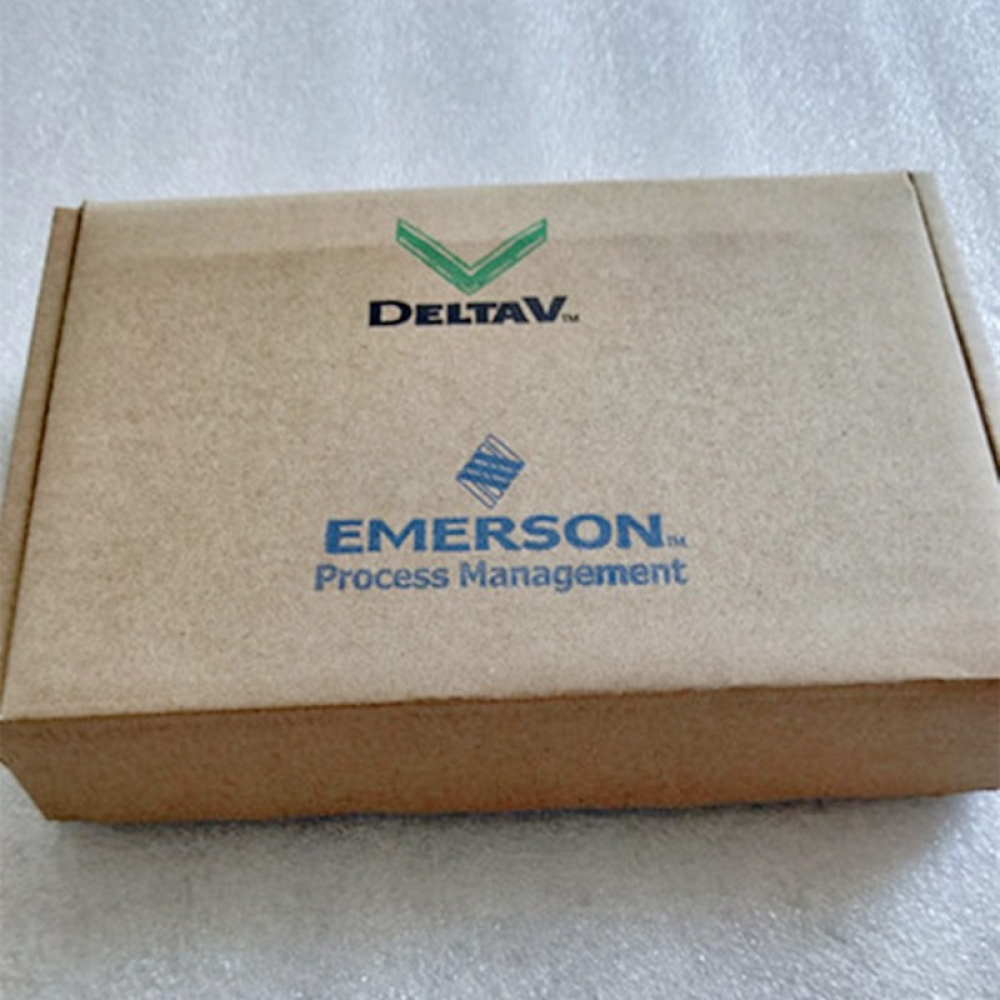 DELTAV™
EMERSON™
Process Management